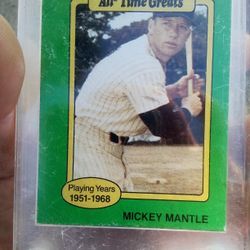 All-Time Greats
Playing Years
1951-1968
MICKEY MANTLE